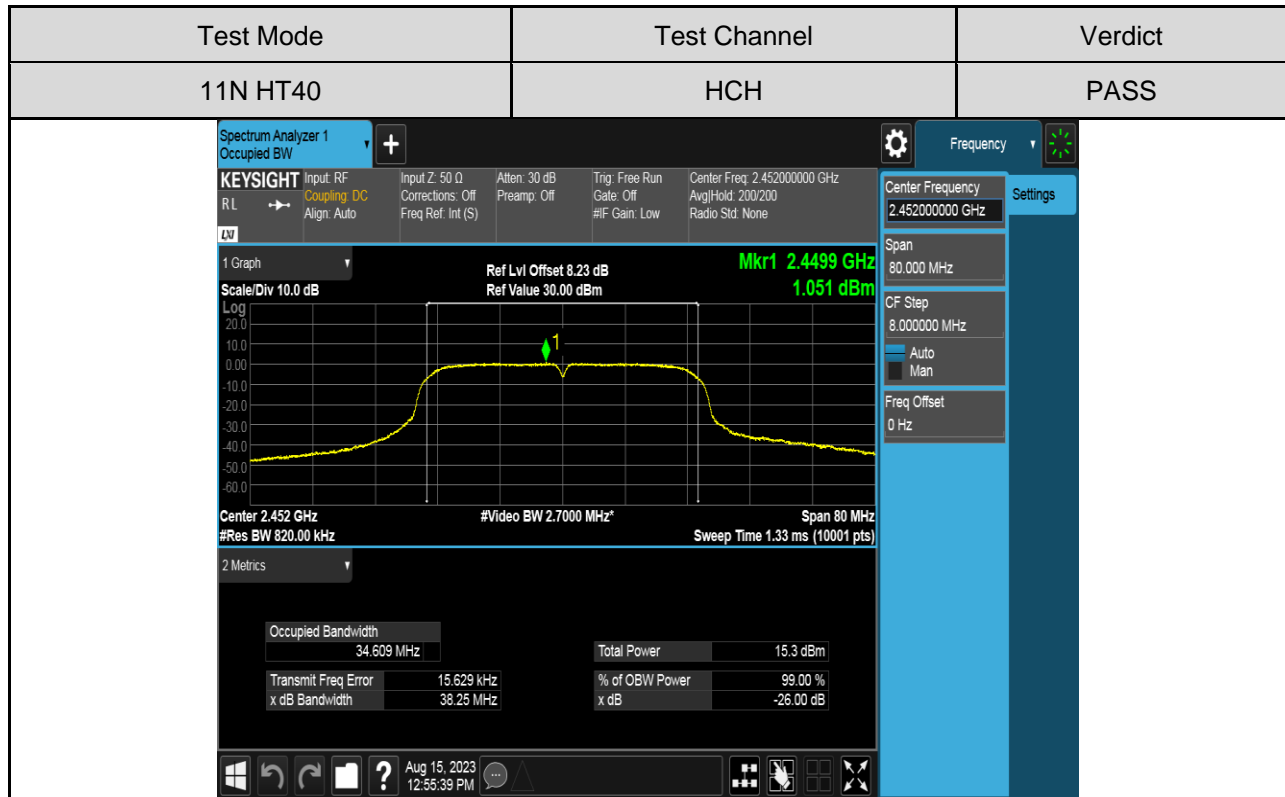 Test Mode Test Channel Verdict
11N HT40 HCH PASS
Spectrum Analyzer 1
Occupied BW
+
Frequency
KEYSIGHT
RL
LXI
Input: RF
Coupling: DC
Align: Auto
Input Z: 50 Ω
Corrections: Off
Freq Ref: Int (S)
Atten: 30 dB
Preamp: Off
Trig: Free Run
Gate: Off
#IF Gain: Low
Center Freq: 2.452000000 GHz
Avg|Hold: 200/200
Radio Std: None
Center Frequency
2.452000000 GHz
Settings
Span
80.000 MHz
CF Step
8.000000 MHz
Auto
Man
Freq Offset
0 Hz
1 Graph
Scale/Div 10.0 dB
Ref Lvl Offset 8.23 dB
Ref Value 30.00 dBm
Mkr1 2.4499 GHz
1.051 dBm
Log
20.0
10.0
0.00
-10.0
-20.0
-30.0
-40.0
-50.0
-60.0
1
Center 2.452 GHz #Video BW 2.7000 MHz* Span 80 MHz
#Res BW 820.00 kHz Sweep Time 1.33 ms (10001 pts)
2 Metrics
Occupied Bandwidth
34.609 MHz
Total Power 15.3 dBm
Transmit Freq Error 15.629 kHz % of OBW Power 99.00 %
x dB Bandwidth 38.25 MHz x dB -26.00 dB
?
Aug 15, 2023
12:55:39 PM